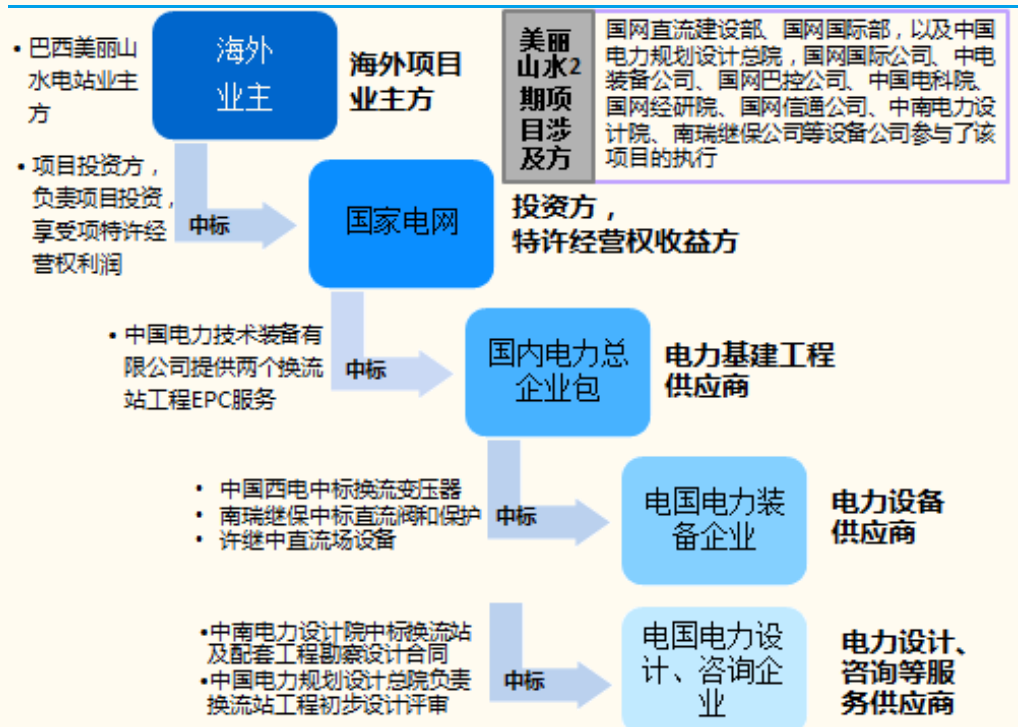 • 巴西美丽山
水电站业主
方
海外
业主
海外项目
业主方
美丽
山水2
期项
目涉
及方
国网直流建设部、国网国际部，以及中国
电力规划设计总院，国网国际公司、中电
装备公司、国网巴控公司、中国电科院、
国网经研院、国网信通公司、中南电力设
计院、南瑞继保公司等设备公司参与了该
项目的执行
• 项目投资方，
负责项目投资，
享受项特许经
营权利润
中标
国家电网
投资方，
特许经营权收益方
• 中国电力技术装备有
限公司提供两个换流
站工程EPC服务
中标
国内电力总
企业包
电力基建工程
供应商
• 中国西电中标换流变压器
• 南瑞继保中标直流阀和保护
• 许继中直流场设备
中标
电国电力装
备企业
电力设备
供应商
•中南电力设计院中标换流站
及配套工程勘察设计合同
•中国电力规划设计总院负责
换流站工程初步设计评审
中标
电国电力设
计、咨询企
业
电力设计、
咨询等服
务供应商